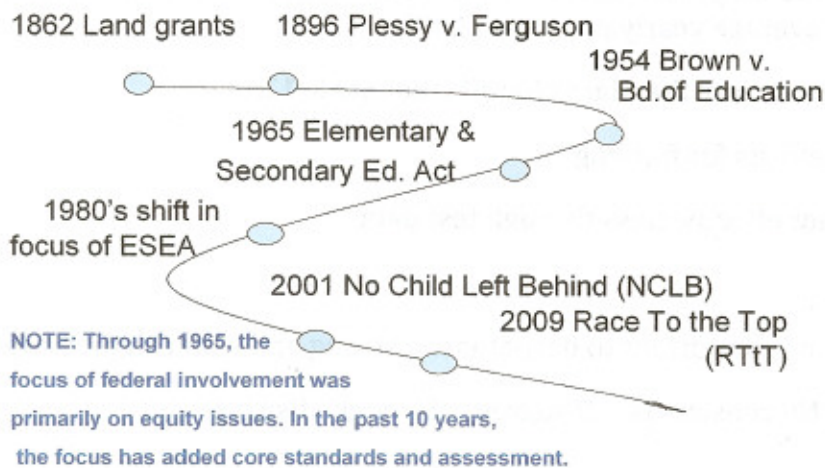 1862 Land grants
1896 Plessy v. Ferguson
1954 Brown v.
Bd.of Education
1965 Elementary &
Secondary Ed. Act
1980's shift in
focus of ESEA
2001 No Child Left Behind (NCLB)
2009 Race To the Top
(RTtT)
NOTE: Through 1965, the
focus of federal involvement was
primarily on equity issues. In the past 10 years,
the focus has added core standards and assessment.